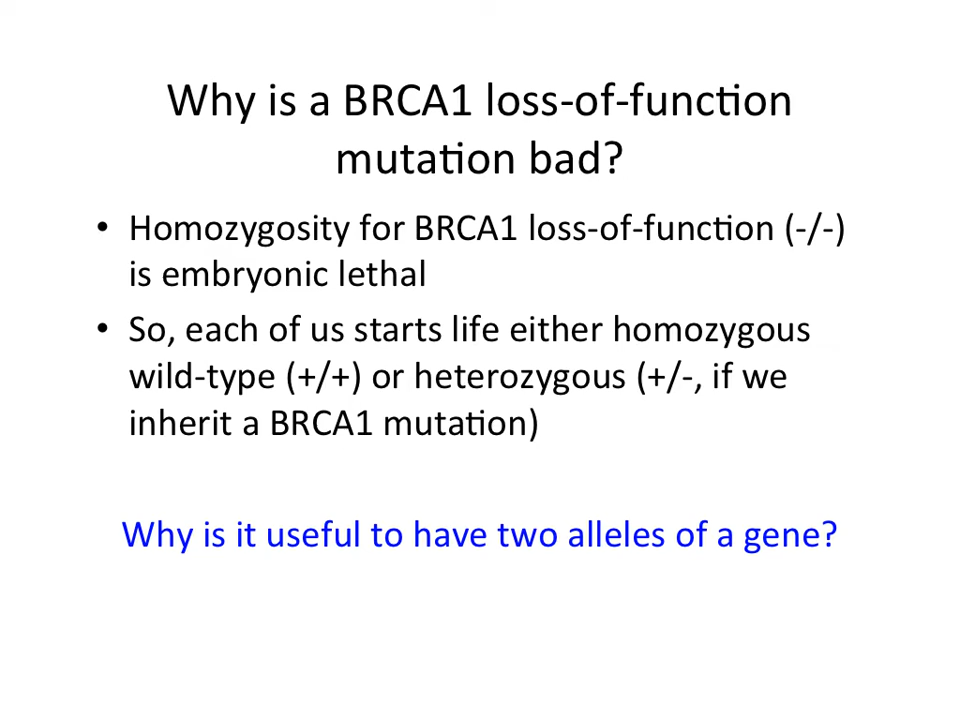 Why is a BRCA1 loss-of-function
mutation bad?
• Homozygosity for BRCA1 loss-of-function (-/-)
is embryonic lethal
• So, each of us starts life either homozygous
wild-type (+/+) or heterozygous (+/-, if we
inherit a BRCA1 mutation)
Why is it useful to have two alleles of a gene?